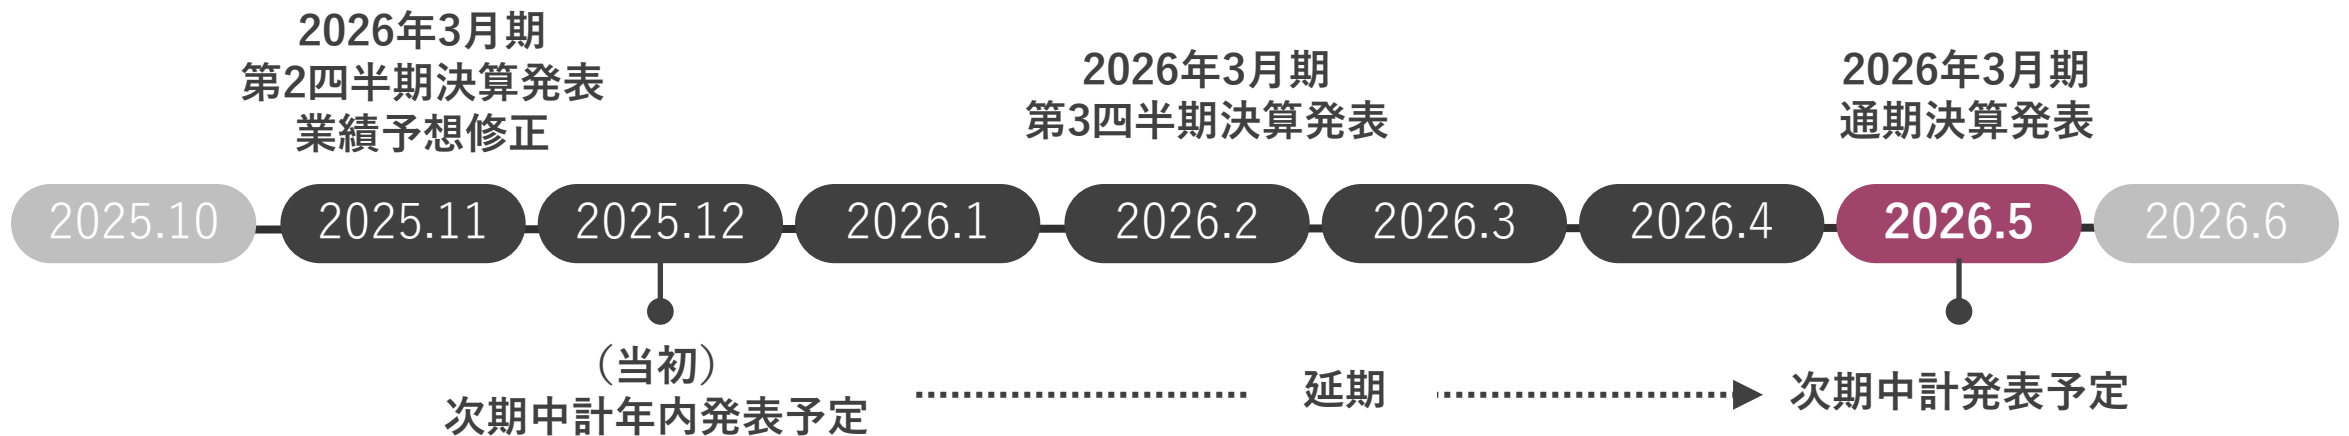 2026年3月期
第2四半期決算発表
業績予想修正
2026年3月期
第3四半期決算発表
2026年3月期
通期決算発表
2025.10
2025.11
2025.12
2026.1
2026.2
2026.3
2026.4
2026.5
2026.6
（当初）
次期中計年内発表予定
延期
次期中計発表予定